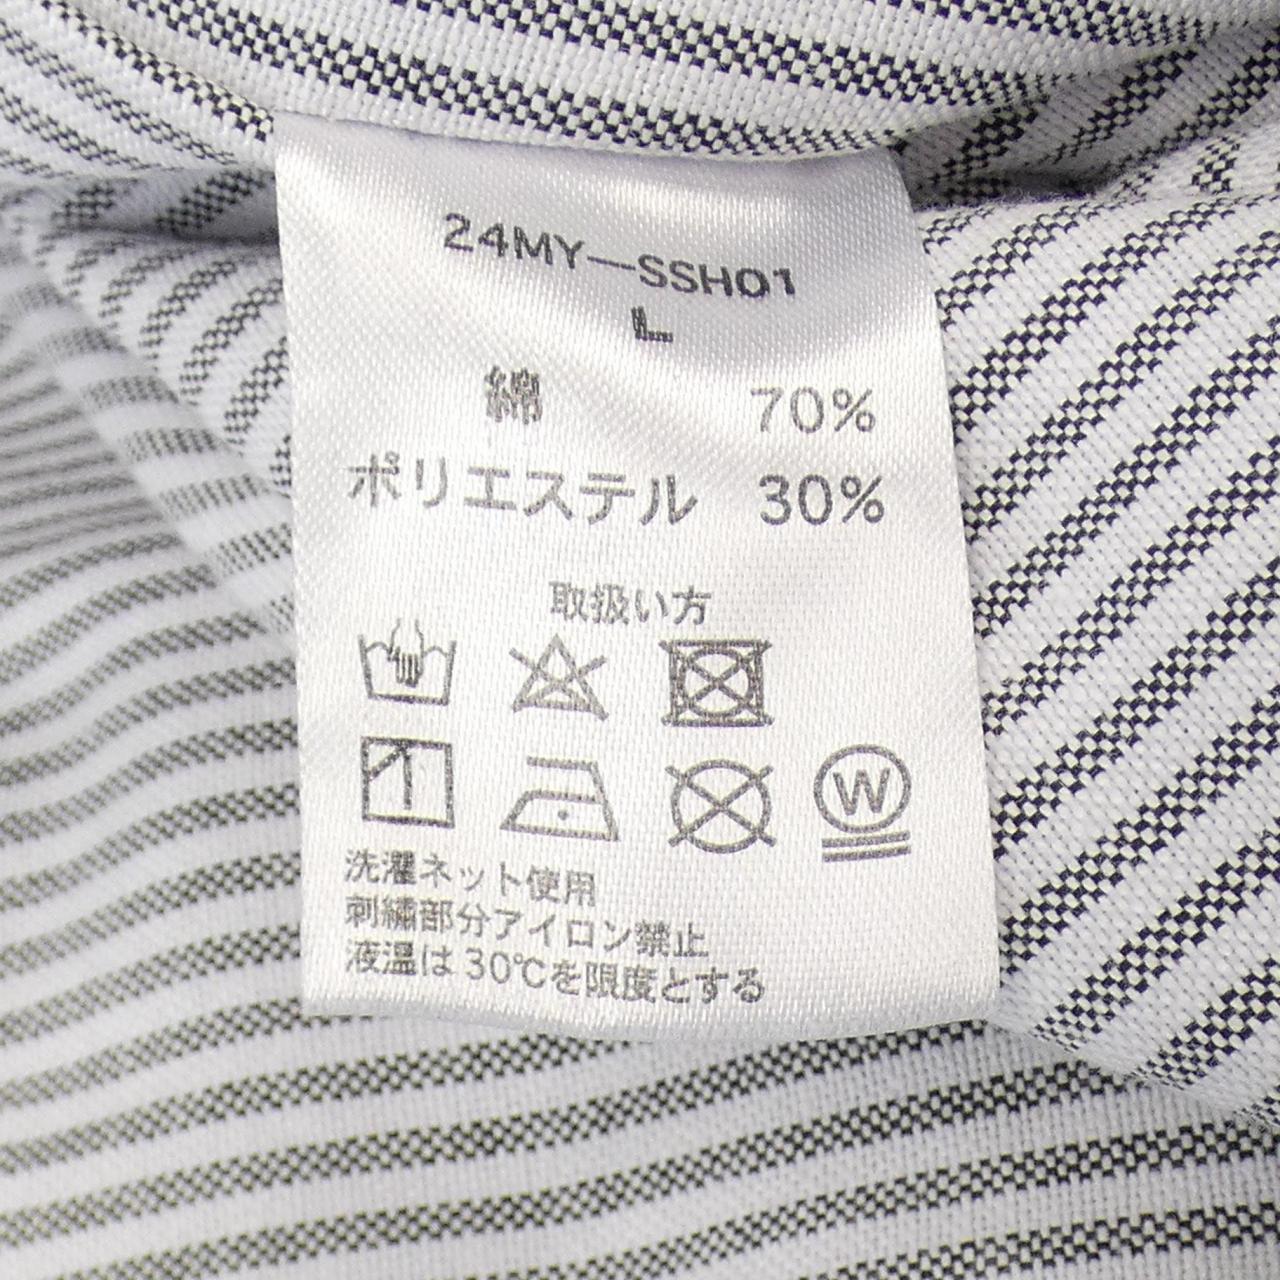 24MY—SSH01
L
綿 70%
ポリエステル 30%
取扱い方
W
洗濯ネット使用
刺繍部分アイロン禁止
液温は30℃を限度とする